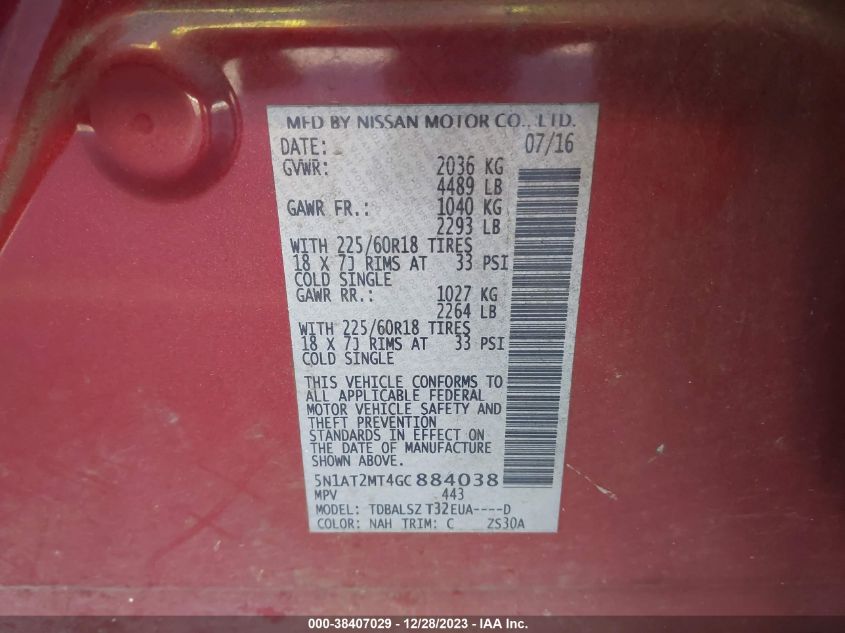 MFD BY NISSAN MOTOR CO., LTD.
DATE: 07/16
GVWR: 2036 KG
4489 LB
GAWR FR.: 1040 KG
2293 LB
WITH 225/60R18 TIRES
18 X 7J RIMS AT 33 PSI
COLD SINGLE
GAWR RR.: 1027 KG
2264 LB
WITH 225/60R18 TIRES
18 X 7J RIMS AT 33 PSI
COLD SINGLE
THIS VEHICLE CONFORMS TO
ALL APPLICABLE FEDERAL
MOTOR VEHICLE SAFETY AND
THEFT PREVENTION
STANDARDS IN EFFECT ON
THE DATE OF MANUFACTURE
SHOWN ABOVE.
5N1AT2MT4GC884038
MPV 443
MODEL: TDBALSZ T32EUA----D
COLOR: NAH TRIM: C ZS30A
000-38407029 - 12/28/2023 - IAA Inc.